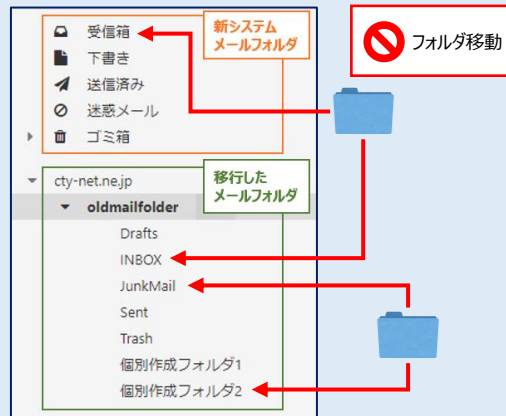 受信箱
新システム
メールフォルダ
フォルダ移動
下書き
送信済み
迷惑メール
ゴミ箱
cty-net.ne.jp
移行した
メールフォルダ
oldmailfolder
Drafts
INBOX
JunkMail
Sent
Trash
個別作成フォルダ1
個別作成フォルダ2